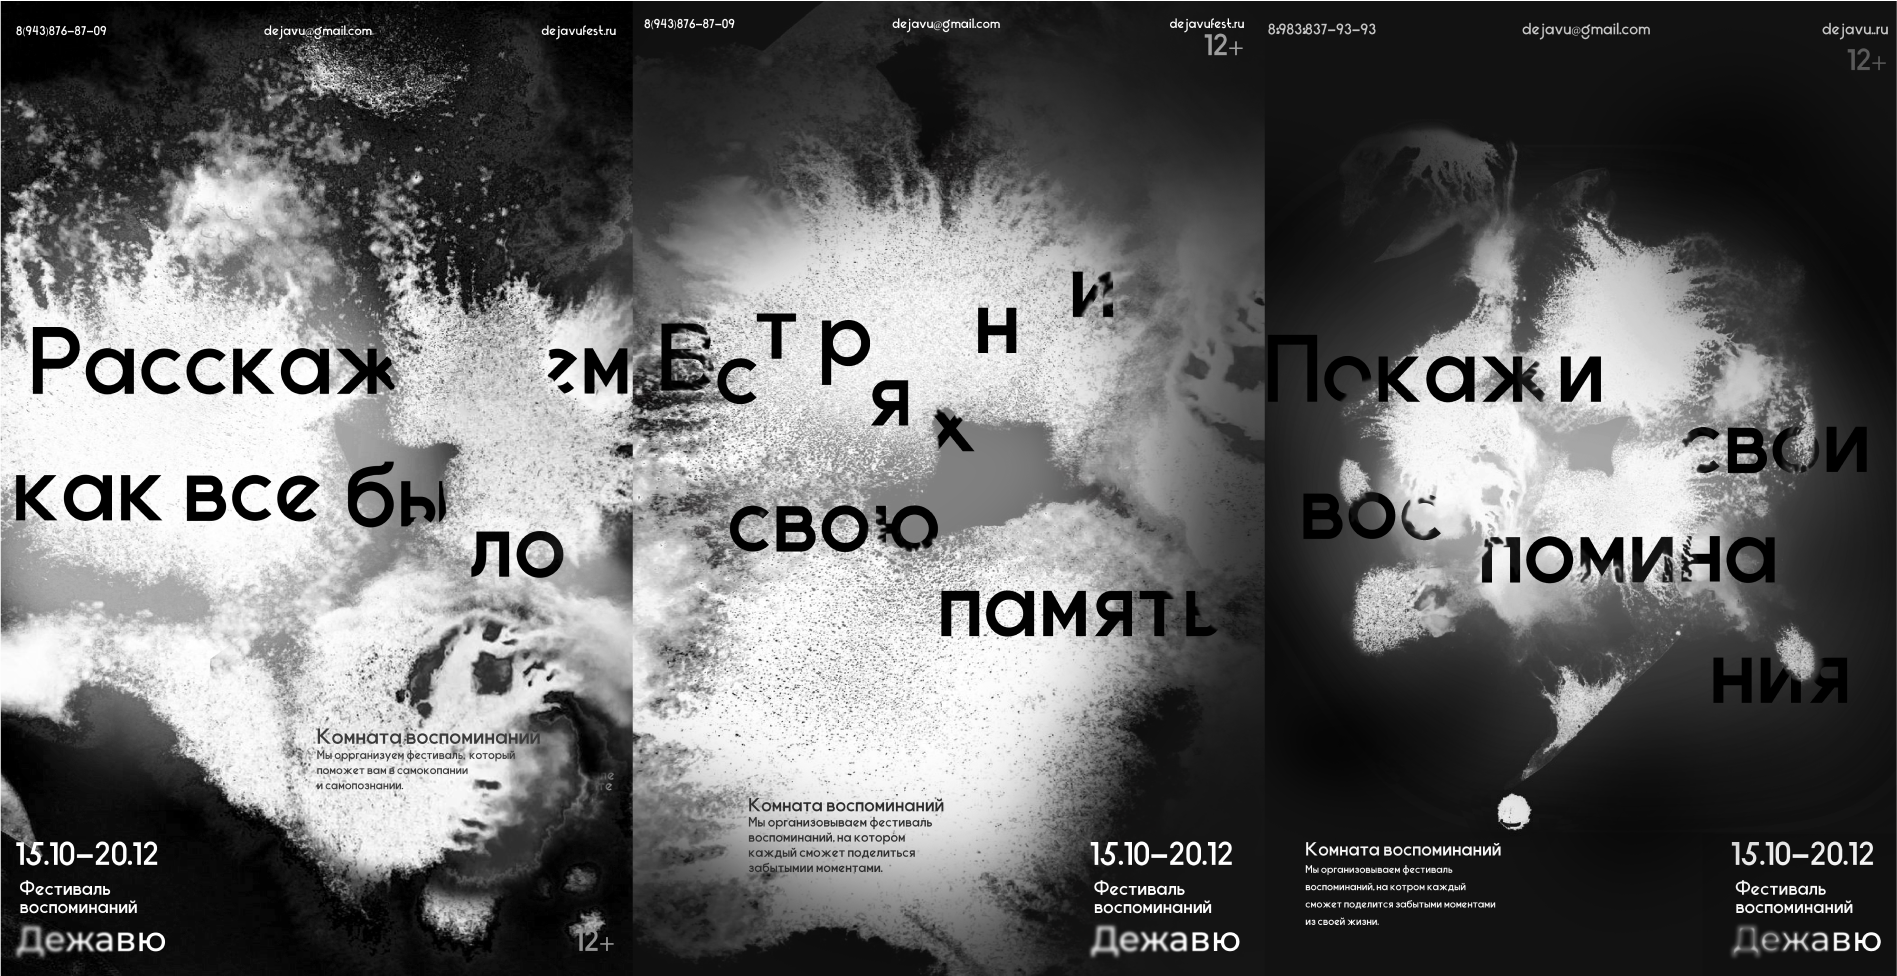 8(943)876-87-09
dejavu@gmail.com
dejavufest.ru
Расскажем
как все бы
ло
Комната воспоминаний
Мы оррганизуем фестиваль, который
поможет вам в самокопании
и самопознании.
15.10-20.12
Фестиваль
воспоминаний
Дежавю
12+
8(943)876-87-09
dejavu@gmail.com
dejavufest.ru
12+
Встряхни
свою
память
Комната воспоминаний
Мы организовываем фестиваль
воспоминаний, на котором
каждый сможет поделиться
забытымии моментами.
15.10-20.12
Фестиваль
воспоминаний
Дежавю
8(983)837-93-93
dejavu@gmail.com
dejavu.ru
12+
Покажи
свои
вос
помина
ния
Комната воспоминаний
Мы организовываем фестиваль
воспоминаний, на котром каждый
сможет поделится забытыми моментами
из своей жизни.
15.10-20.12
Фестиваль
воспоминаний
Дежавю